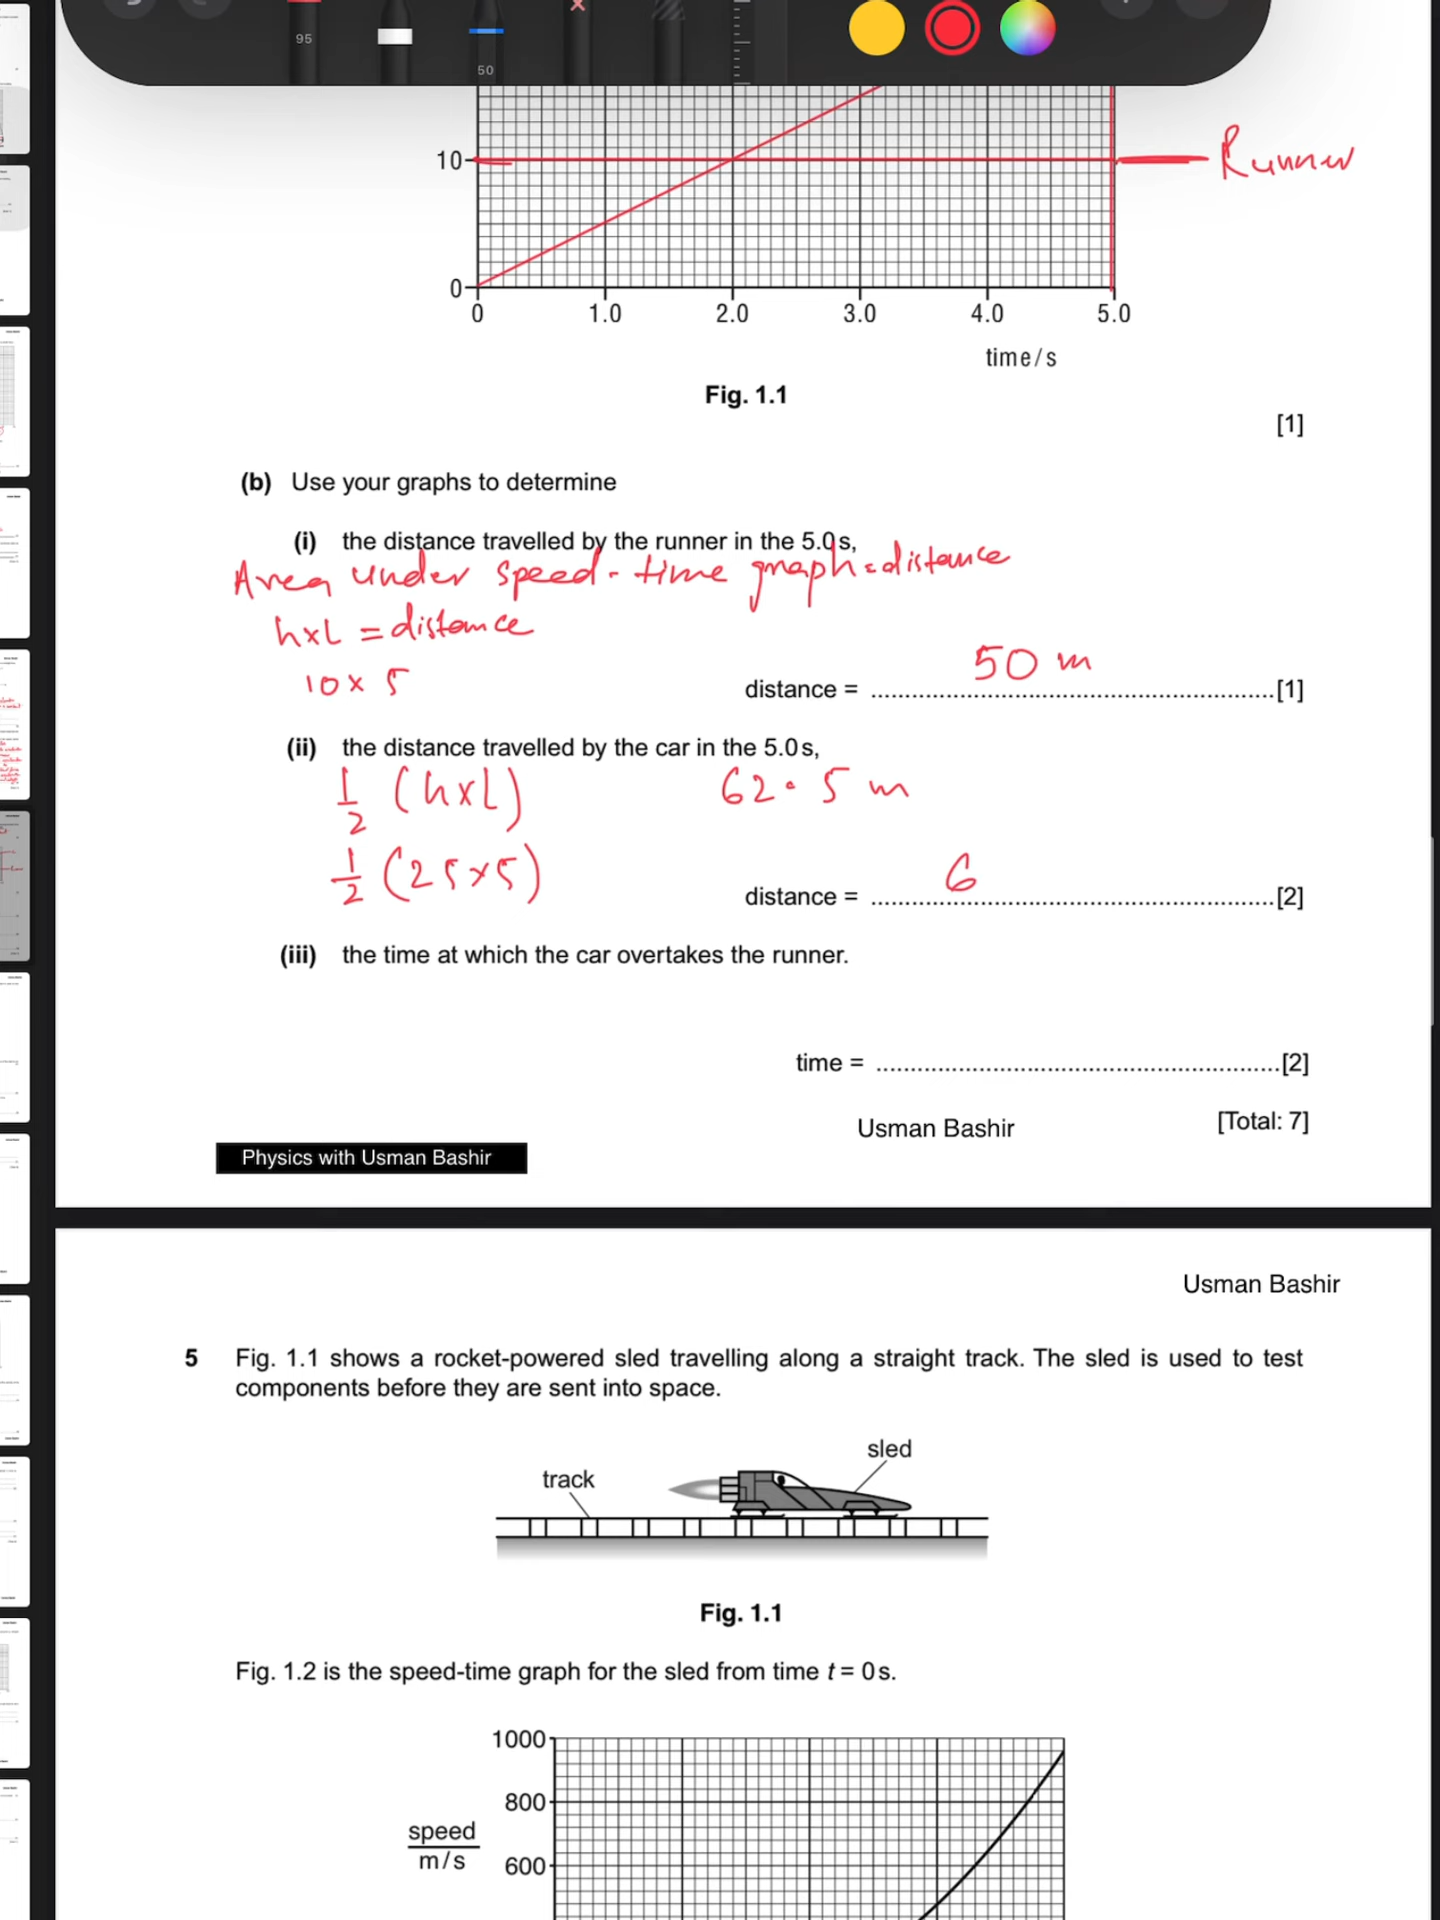 95
50
10
Runner
0
0 1.0 2.0 3.0 4.0 5.0
time/s
Fig. 1.1
[1]
(b) Use your graphs to determine
(i) the distance travelled by the runner in the 5.0s,
Area under speed-time graph=distance
h×L = distance
10 × 5
50 m
distance = ............................................................[1]
(ii) the distance travelled by the car in the 5.0s,
1/2 (h×L) 62.5 m
1/2 (25×5)
6
distance = ............................................................[2]
(iii) the time at which the car overtakes the runner.
time = ............................................................[2]
Usman Bashir [Total: 7]
Physics with Usman Bashir
Usman Bashir
5 Fig. 1.1 shows a rocket-powered sled travelling along a straight track. The sled is used to test
components before they are sent into space.
sled
track
Fig. 1.1
Fig. 1.2 is the speed-time graph for the sled from time t = 0s.
1000
800
speed
m/s
600